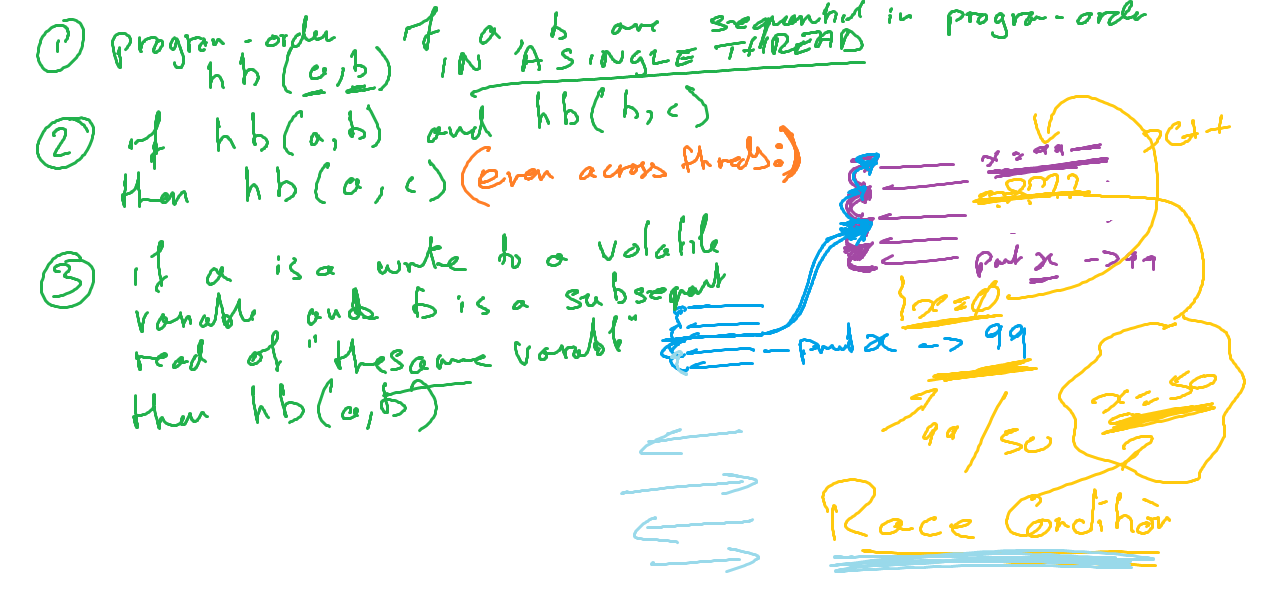 ① program-order if a, b are sequential in program-order
hb(a,b) IN A SINGLE THREAD
② if hb(a,b) and hb(b,c)
then hb(a,c) (even across threds:)
③ if a is a write to a volatile
variable and b is a subsequent
read of "the same variable"
then hb(a,b)
C++
x = 99
print x -> 99
x = 0
print x --> 99
x = 50
99 / 50
?
Race Condition